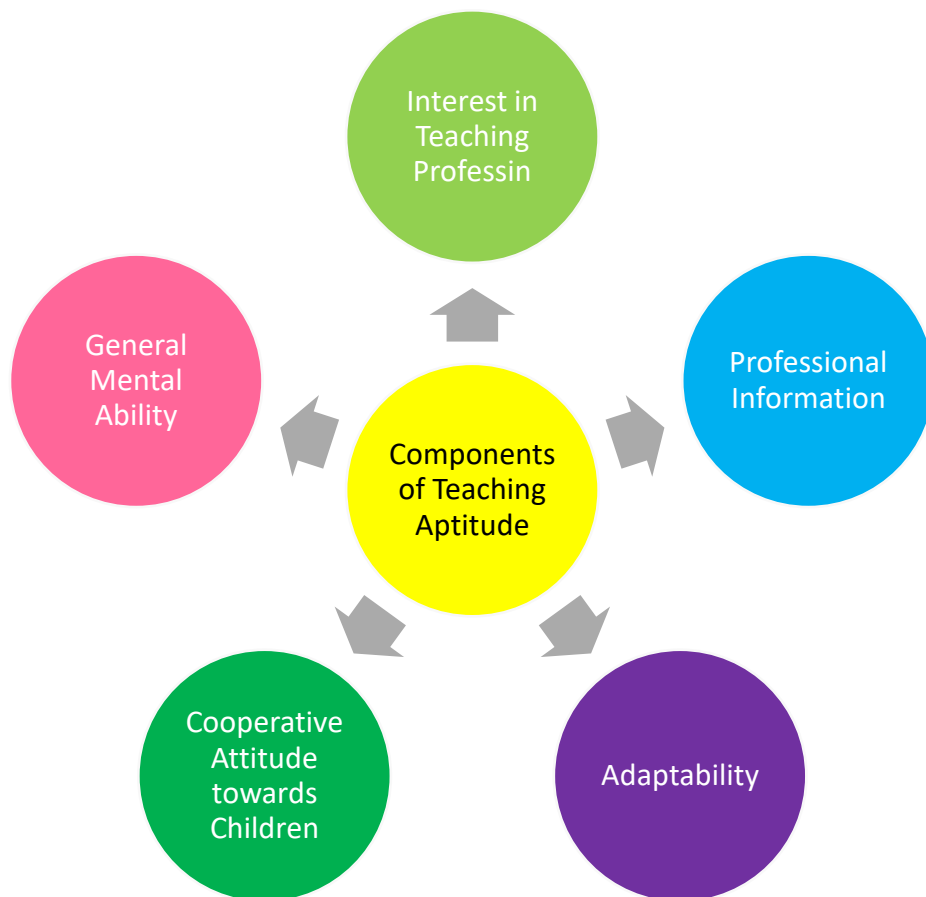 Interest in
Teaching
Professin
General
Mental
Ability
Professional
Information
Components
of Teaching
Aptitude
Cooperative
Attitude
towards
Children
Adaptability